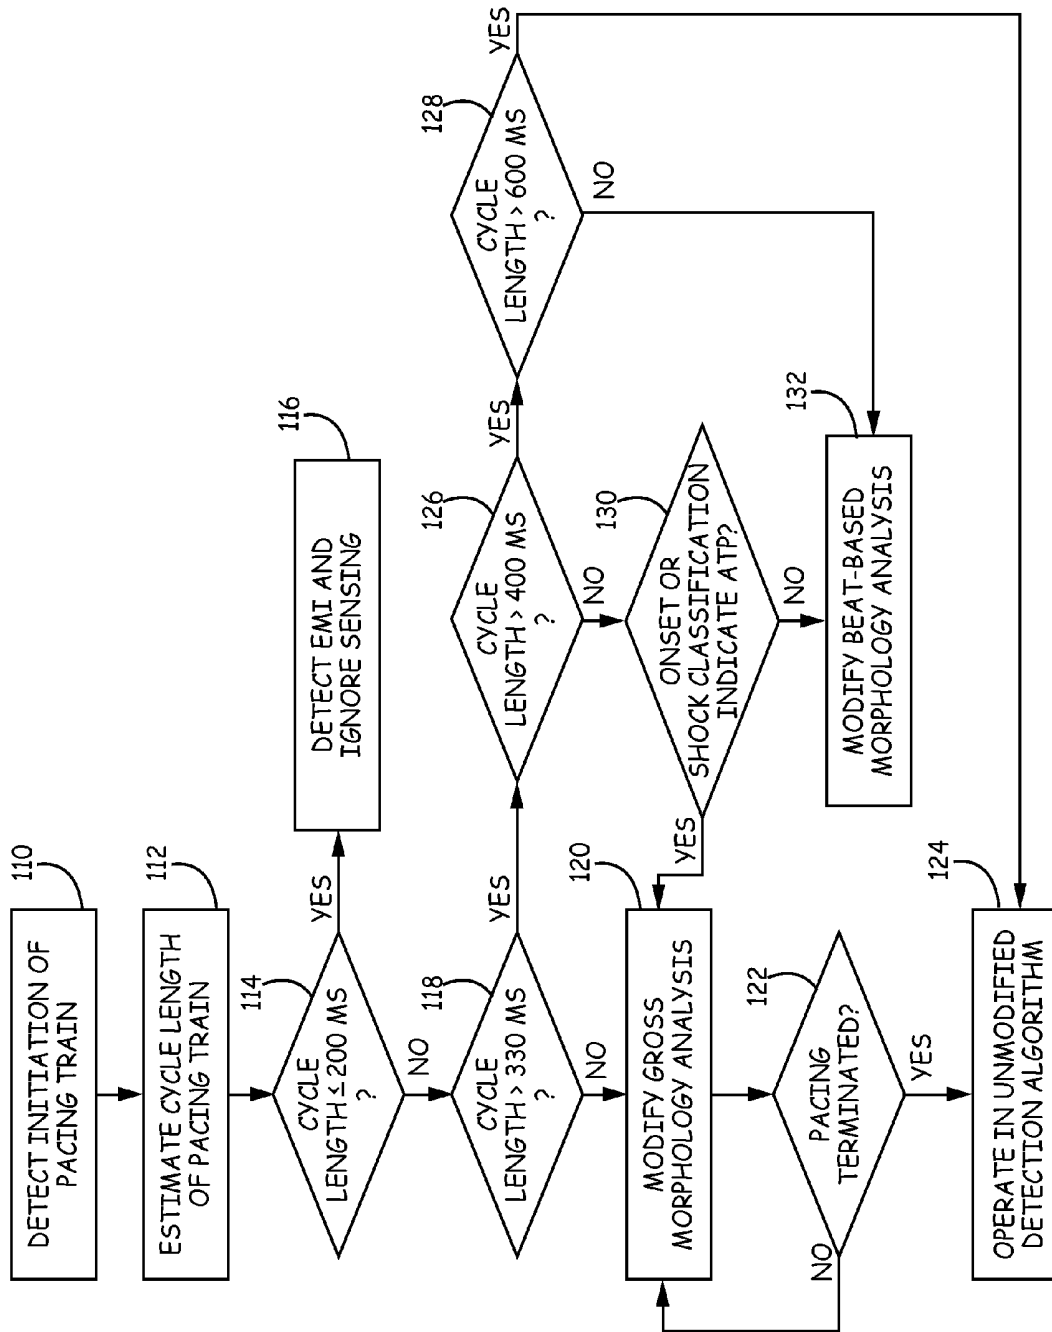 110
DETECT INITIATION OF
PACING TRAIN
112
ESTIMATE CYCLE LENGTH
OF PACING TRAIN
114
CYCLE
LENGTH ≤ 200 MS
?
YES
NO
116
DETECT EMI AND
IGNORE SENSING
118
CYCLE
LENGTH > 330 MS
?
YES
NO
126
CYCLE
LENGTH > 400 MS
?
YES
NO
128
CYCLE
LENGTH > 600 MS
?
YES
NO
120
MODIFY GROSS
MORPHOLOGY ANALYSIS
130
ONSET OR
SHOCK CLASSIFICATION
INDICATE ATP?
YES
NO
122
PACING
TERMINATED?
NO
YES
132
MODIFY BEAT-BASED
MORPHOLOGY ANALYSIS
124
OPERATE IN UNMODIFIED
DETECTION ALGORITHM